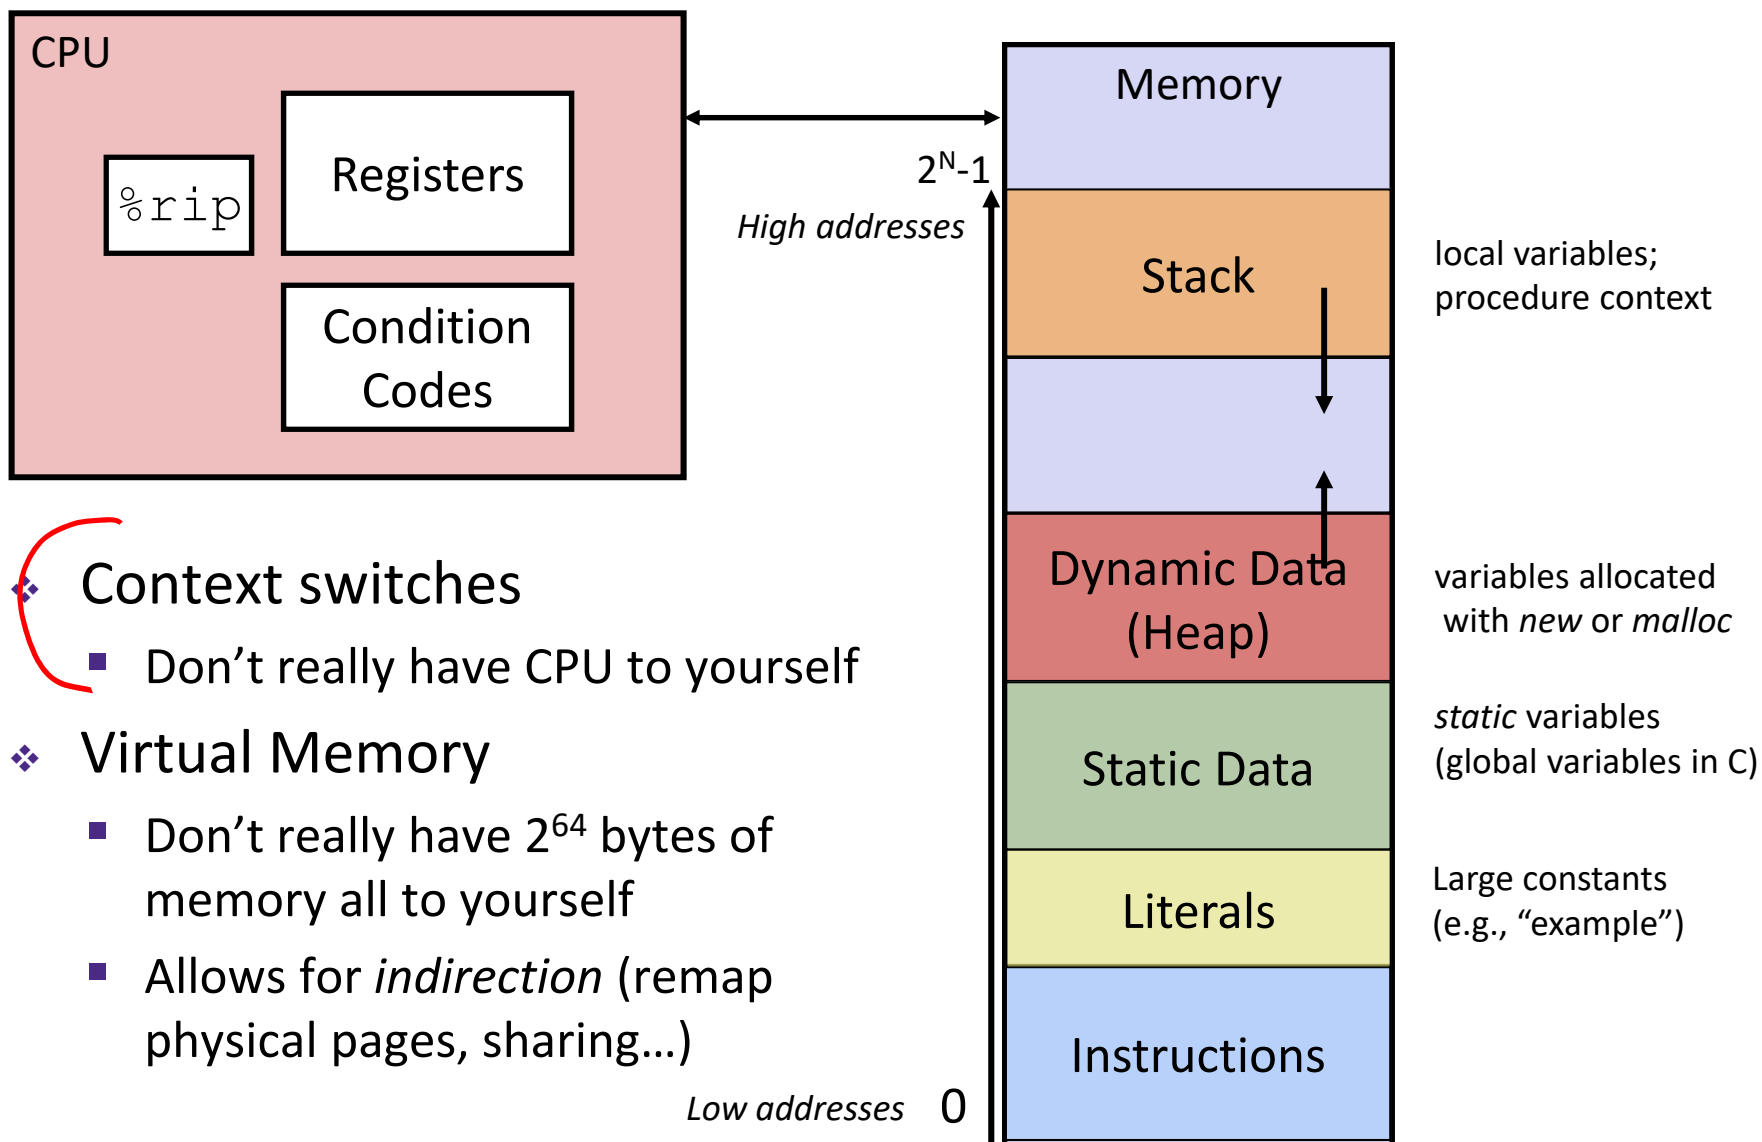 CPU
%rip
Registers
Condition
Codes
Memory
2ᴺ-1
High addresses
Stack
local variables;
procedure context
Dynamic Data
(Heap)
variables allocated
with new or malloc
Static Data
static variables
(global variables in C)
Literals
Large constants
(e.g., “example”)
Instructions
Low addresses 0
❖ Context switches
▪ Don’t really have CPU to yourself
❖ Virtual Memory
▪ Don’t really have 2⁶⁴ bytes of
memory all to yourself
▪ Allows for indirection (remap
physical pages, sharing…)